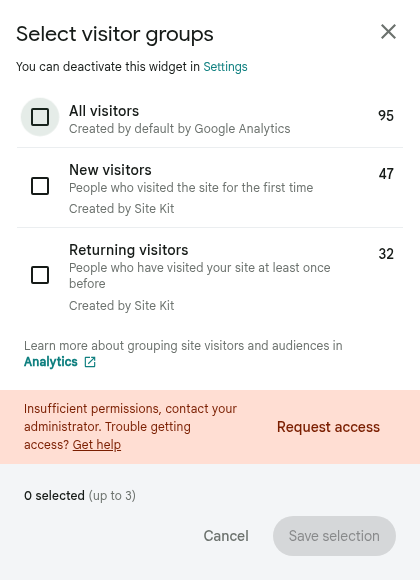 Select visitor groups
You can deactivate this widget in Settings
All visitors 95
Created by default by Google Analytics
New visitors 47
People who visited the site for the first time
Created by Site Kit
Returning visitors 32
People who have visited your site at least once
before
Created by Site Kit
Learn more about grouping site visitors and audiences in
Analytics
Insufficient permissions, contact your
administrator. Trouble getting
access? Get help
Request access
0 selected (up to 3)
Cancel Save selection